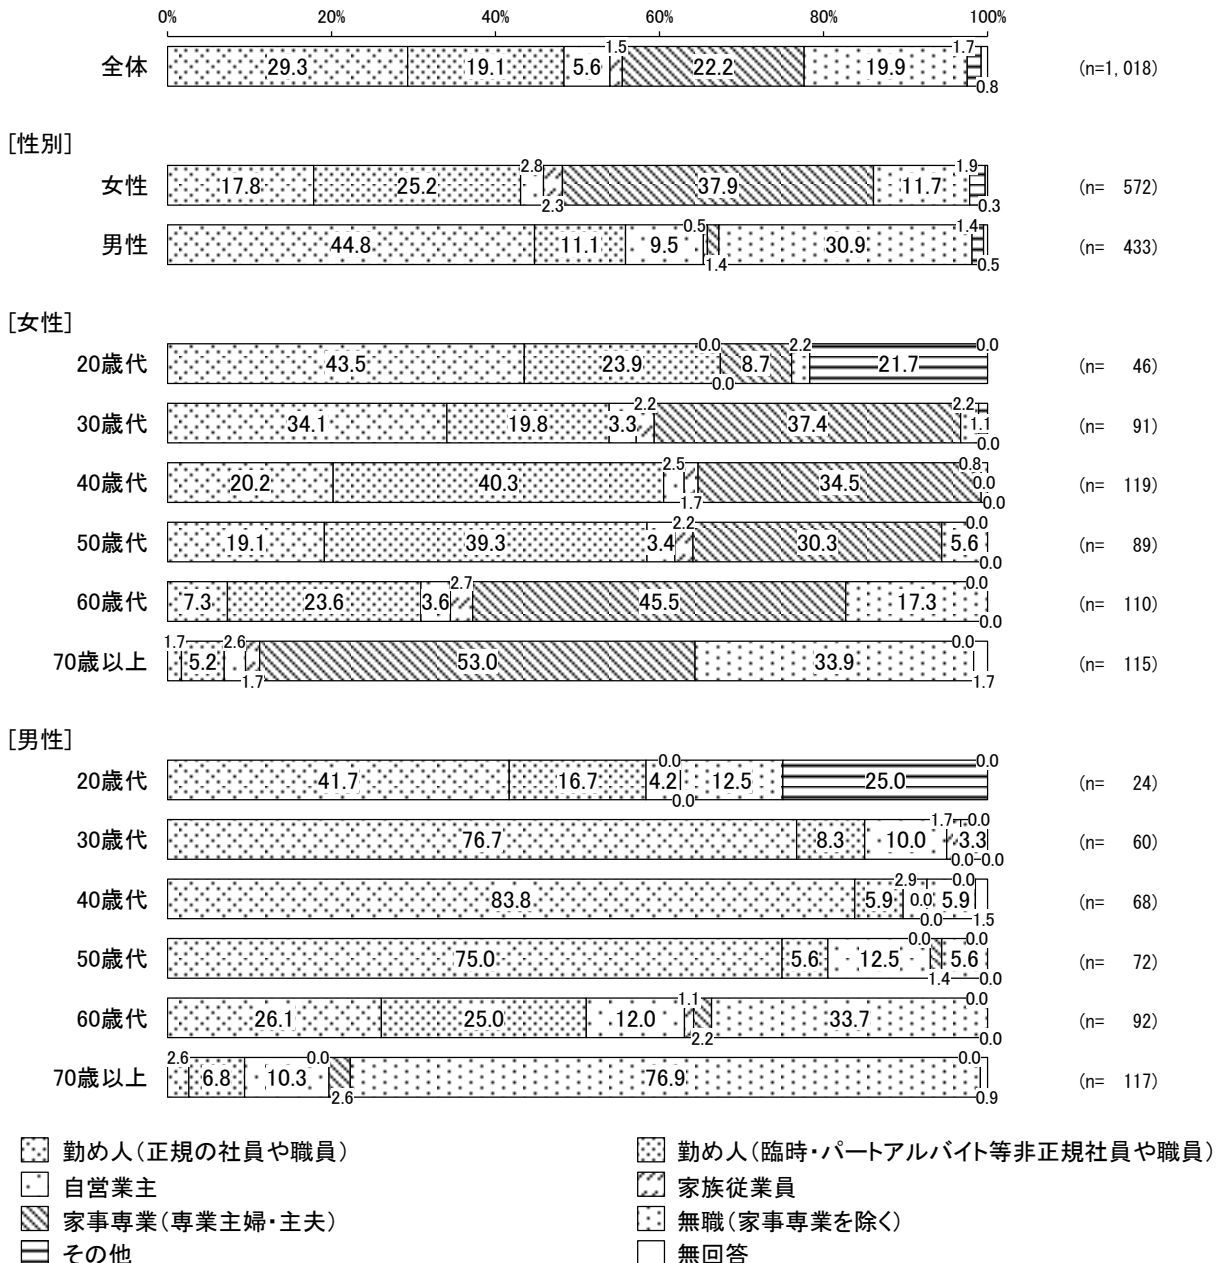 0% 20% 40% 60% 80% 100%
全体 29.3 19.1 5.6 1.5 22.2 19.9 1.7 0.8 (n=1,018)
[性別]
女性 17.8 25.2 2.8 2.3 37.9 11.7 1.9 0.3 (n= 572)
男性 44.8 11.1 9.5 0.5 1.4 30.9 1.4 0.5 (n= 433)
[女性]
20歳代 43.5 23.9 0.0 0.0 8.7 2.2 21.7 0.0 (n= 46)
30歳代 34.1 19.8 3.3 2.2 37.4 2.2 1.1 0.0 (n= 91)
40歳代 20.2 40.3 2.5 1.7 34.5 0.8 0.0 0.0 (n= 119)
50歳代 19.1 39.3 3.4 2.2 30.3 5.6 0.0 0.0 (n= 89)
60歳代 7.3 23.6 3.6 2.7 45.5 17.3 0.0 0.0 (n= 110)
70歳以上 1.7 5.2 2.6 1.7 53.0 33.9 0.0 1.7 (n= 115)
[男性]
20歳代 41.7 16.7 4.2 0.0 0.0 12.5 25.0 0.0 (n= 24)
30歳代 76.7 8.3 10.0 1.7 0.0 3.3 0.0 0.0 (n= 60)
40歳代 83.8 5.9 2.9 0.0 0.0 5.9 0.0 1.5 (n= 68)
50歳代 75.0 5.6 12.5 0.0 1.4 5.6 0.0 0.0 (n= 72)
60歳代 26.1 25.0 12.0 1.1 2.2 33.7 0.0 0.0 (n= 92)
70歳以上 2.6 6.8 10.3 0.0 2.6 76.9 0.0 0.9 (n= 117)
勤め人（正規の社員や職員） 勤め人（臨時・パートアルバイト等非正規社員や職員）
自営業主 家族従業員
家事専業（専業主婦・主夫） 無職（家事専業を除く）
その他 無回答